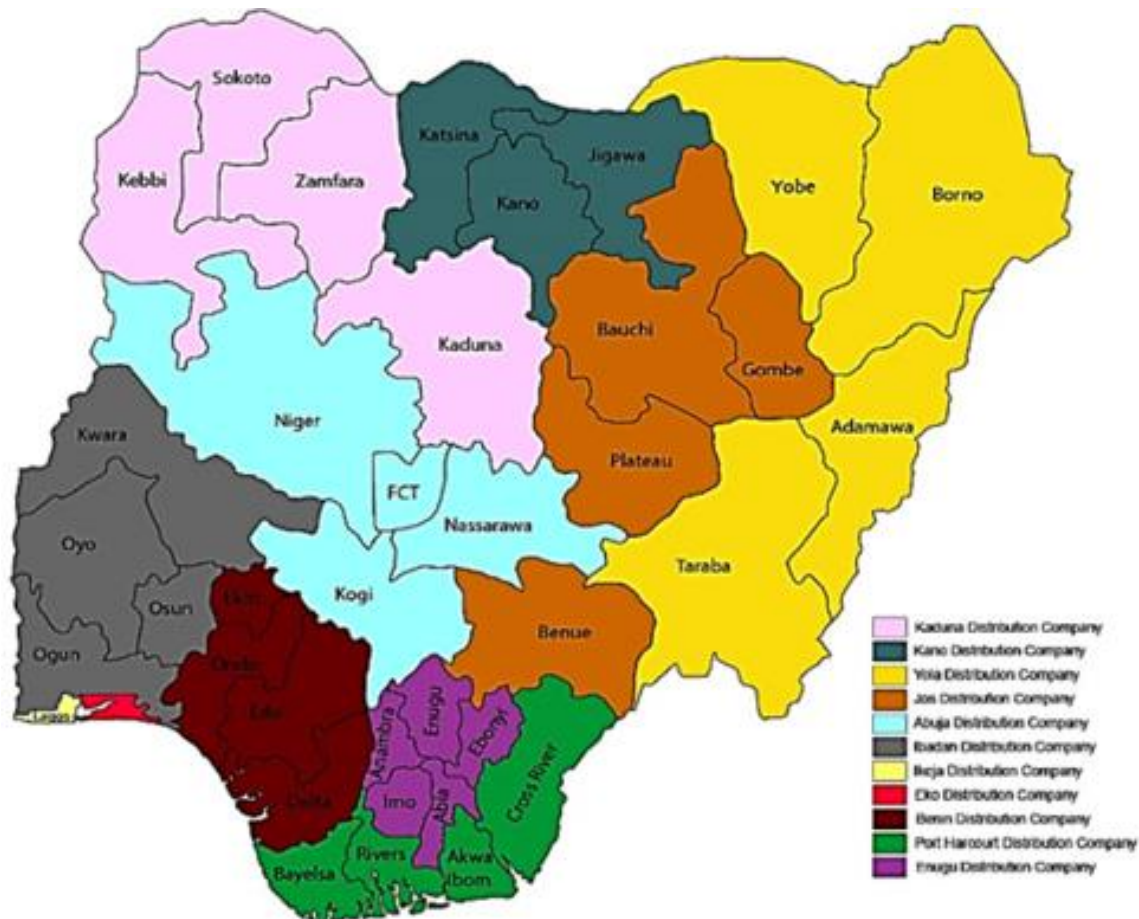 Sokoto
Katsina
Jigawa
Kebbi
Zamfara
Kano
Yobe
Borno
Bauchi
Kaduna
Gombe
Niger
Adamawa
Kwara
Plateau
FCT
Nassarawa
Oyo
Taraba
Kogi
Ekiti
Osun
Benue
Ogun
Ondo
Edo
Lagos
Enugu
Ebonyi
Anambra
Cross River
Delta
Imo
Abia
Rivers
Akwa
Ibom
Bayelsa
Kaduna Distribution Company
Kano Distribution Company
Yola Distribution Company
Jos Distribution Company
Abuja Distribution Company
Ibadan Distribution Company
Ikeja Distribution Company
Eko Distribution Company
Benin Distribution Company
Port Harcourt Distribution Company
Enugu Distribution Company